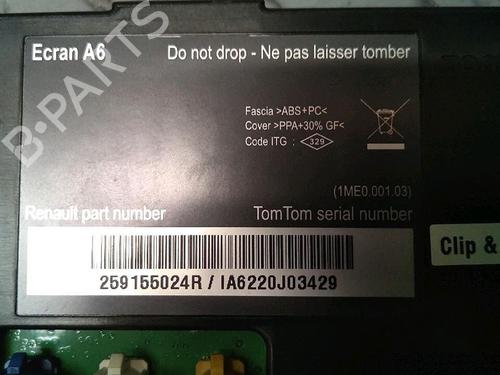 Ecran A6
Do not drop - Ne pas laisser tomber
Fascia >ABS+PC<
Cover >PPA+30% GF<
Code ITG : 329
(1ME0.001.03)
Renault part number
TomTom serial number
259155024R / IA6220J03429
Clip &
B-PARTS